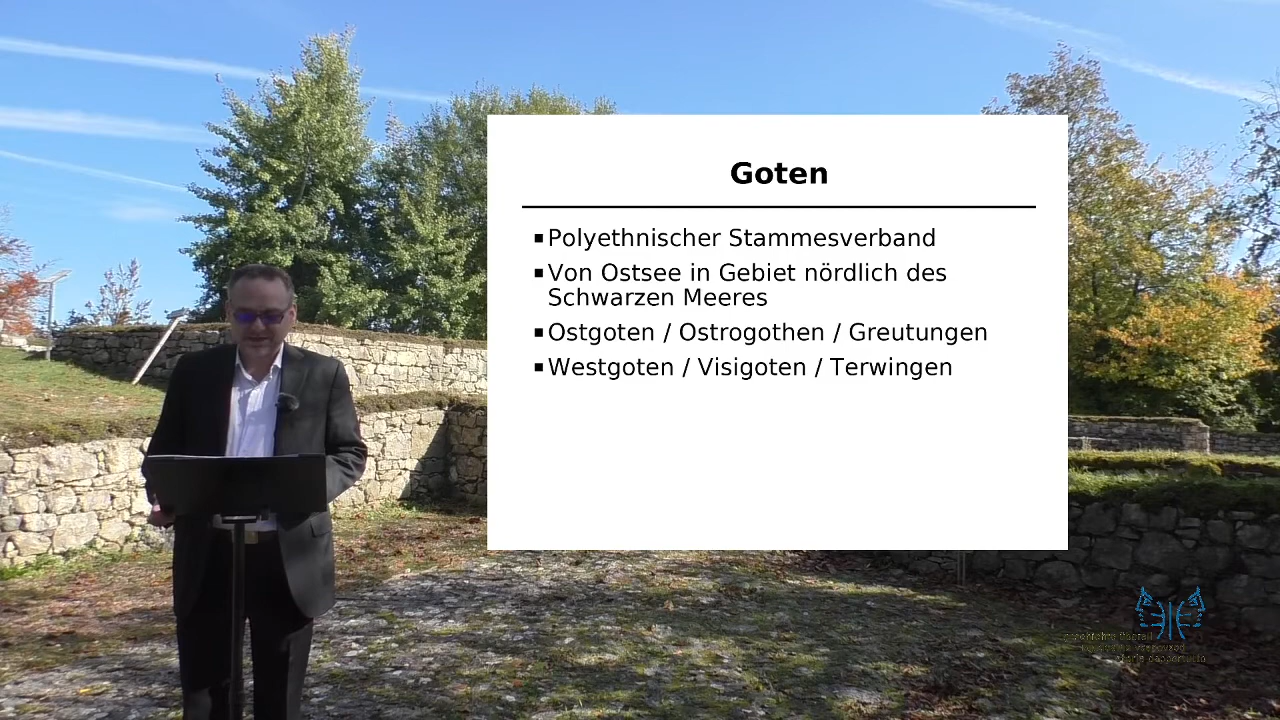 Goten
▪Polyethnischer Stammesverband
▪Von Ostsee in Gebiet nördlich des
Schwarzen Meeres
▪Ostgoten / Ostrogothen / Greutungen
▪Westgoten / Visigoten / Terwingen